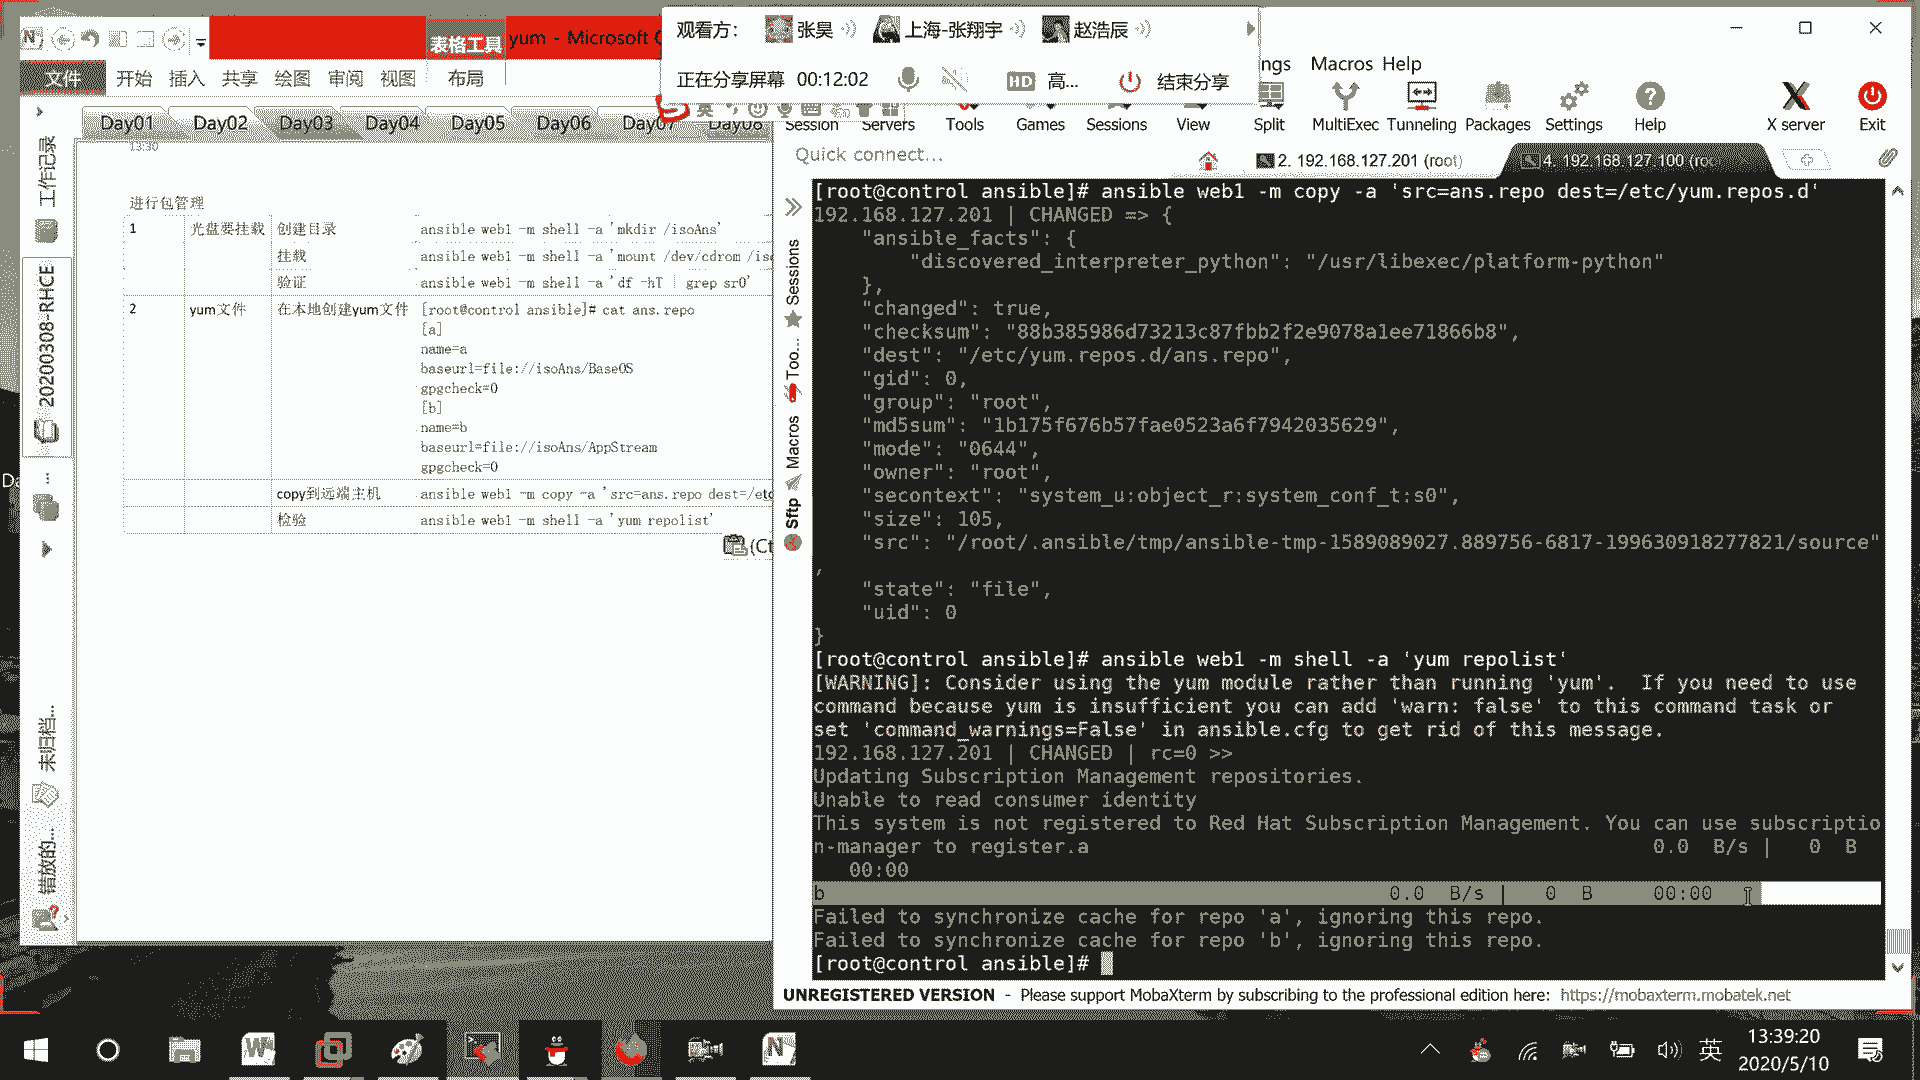 观看方： 张昊 上海-张翔宇 赵浩辰
正在分享屏幕 00:12:02 HD 高... 结束分享
表格工具 yum - Microsoft
文件 开始 插入 共享 绘图 审阅 视图 布局
Day01 Day02 Day03 Day04 Day05 Day06 Day07 Day08
工作记录
20200308-RHCE
未归档...
错放的...
13:30
进行包管理
1 光盘要挂载 创建目录 ansible web1 -m shell -a 'mkdir /isoAns'
挂载 ansible web1 -m shell -a 'mount /dev/cdrom /iso
验证 ansible web1 -m shell -a 'df -hT | grep sr0'
2 yum文件 在本地创建yum文件 [root@control ansible]# cat ans.repo
[a]
name=a
baseurl=file://isoAns/BaseOS
gpgcheck=0
[b]
name=b
baseurl=file://isoAns/AppStream
gpgcheck=0
copy到远端主机 ansible web1 -m copy -a 'src=ans.repo dest=/etc
检验 ansible web1 -m shell -a 'yum repolist'
(Ct
ngs Macros Help
Session Servers Tools Games Sessions View Split MultiExec Tunneling Packages Settings Help X server Exit
Quick connect...
2. 192.168.127.201 (root)
4. 192.168.127.100 (roo
Sessions
Too...
Macros
Sftp
[root@control ansible]# ansible web1 -m copy -a 'src=ans.repo dest=/etc/yum.repos.d'
192.168.127.201 | CHANGED => {
"ansible_facts": {
"discovered_interpreter_python": "/usr/libexec/platform-python"
},
"changed": true,
"checksum": "88b385986d73213c87fbb2f2e9078a1ee71866b8",
"dest": "/etc/yum.repos.d/ans.repo",
"gid": 0,
"group": "root",
"md5sum": "1b175f676b57fae0523a6f7942035629",
"mode": "0644",
"owner": "root",
"secontext": "system_u:object_r:system_conf_t:s0",
"size": 105,
"src": "/root/.ansible/tmp/ansible-tmp-1589089027.889756-6817-199630918277821/source"
,
"state": "file",
"uid": 0
}
[root@control ansible]# ansible web1 -m shell -a 'yum repolist'
[WARNING]: Consider using the yum module rather than running 'yum'.  If you need to use
command because yum is insufficient you can add 'warn: false' to this command task or
set 'command_warnings=False' in ansible.cfg to get rid of this message.
192.168.127.201 | CHANGED | rc=0 >>
Updating Subscription Management repositories.
Unable to read consumer identity
This system is not registered to Red Hat Subscription Management. You can use subscriptio
n-manager to register.a 0.0  B/s |   0  B
00:00
b 0.0  B/s |   0  B     00:00
Failed to synchronize cache for repo 'a', ignoring this repo.
Failed to synchronize cache for repo 'b', ignoring this repo.
[root@control ansible]#
UNREGISTERED VERSION - Please support MobaXterm by subscribing to the professional edition here: https://mobaxterm.mobatek.net
英 13:39:20
2020/5/10